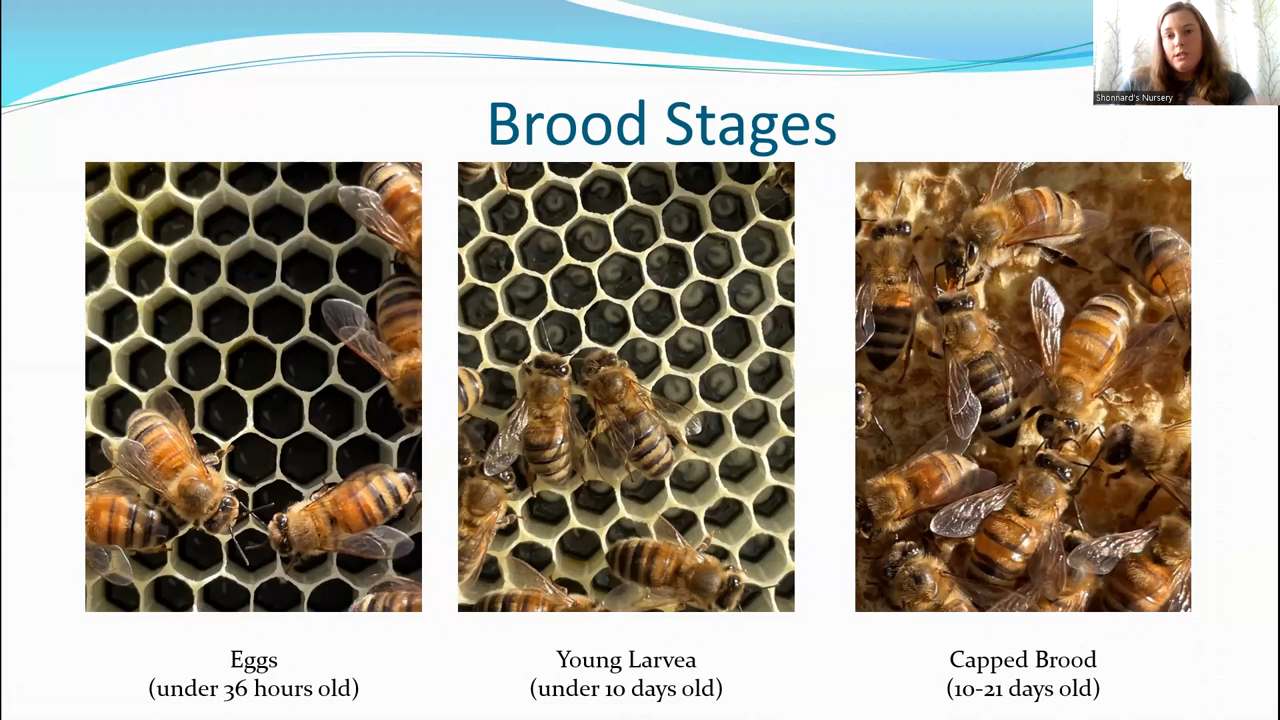 Shonnard's Nursery
Brood Stages
Eggs
(under 36 hours old)
Young Larvea
(under 10 days old)
Capped Brood
(10-21 days old)